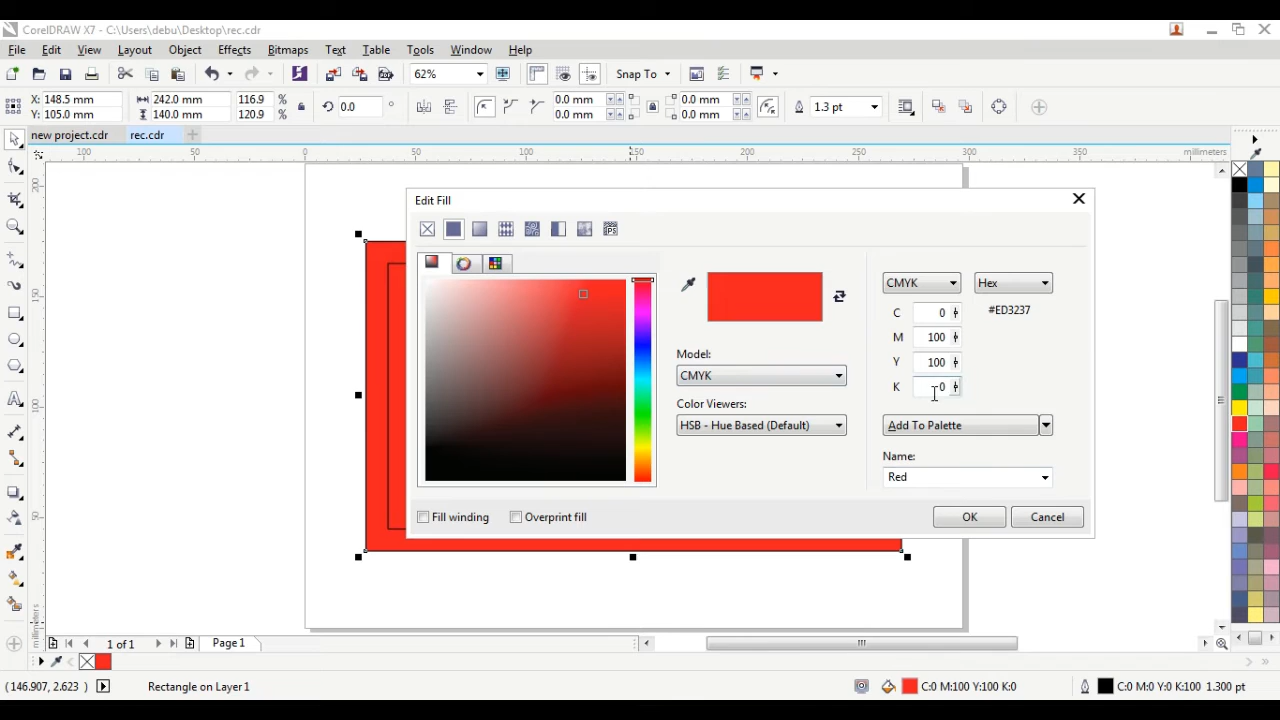 CorelDRAW X7 - C:\Users\debu\Desktop\rec.cdr
File Edit View Layout Object Effects Bitmaps Text Table Tools Window Help
62% Snap To
X: 148.5 mm 242.0 mm 116.9 % 0.0 ° 0.0 mm 0.0 mm 1.3 pt
Y: 105.0 mm 140.0 mm 120.9 % 0.0 mm 0.0 mm
new project.cdr rec.cdr
100 50 0 50 100 150 200 250 300 350 millimeters
200
150
100
50
millimeters
Edit Fill
CMYK Hex
C 0 #ED3237
M 100
Model:
Y 100
CMYK
K 0
Color Viewers:
HSB - Hue Based (Default) Add To Palette
Name:
Red
Fill winding Overprint fill OK Cancel
1 of 1 Page 1
(146.907, 2.623 ) Rectangle on Layer 1 C:0 M:100 Y:100 K:0 C:0 M:0 Y:0 K:100 1.300 pt